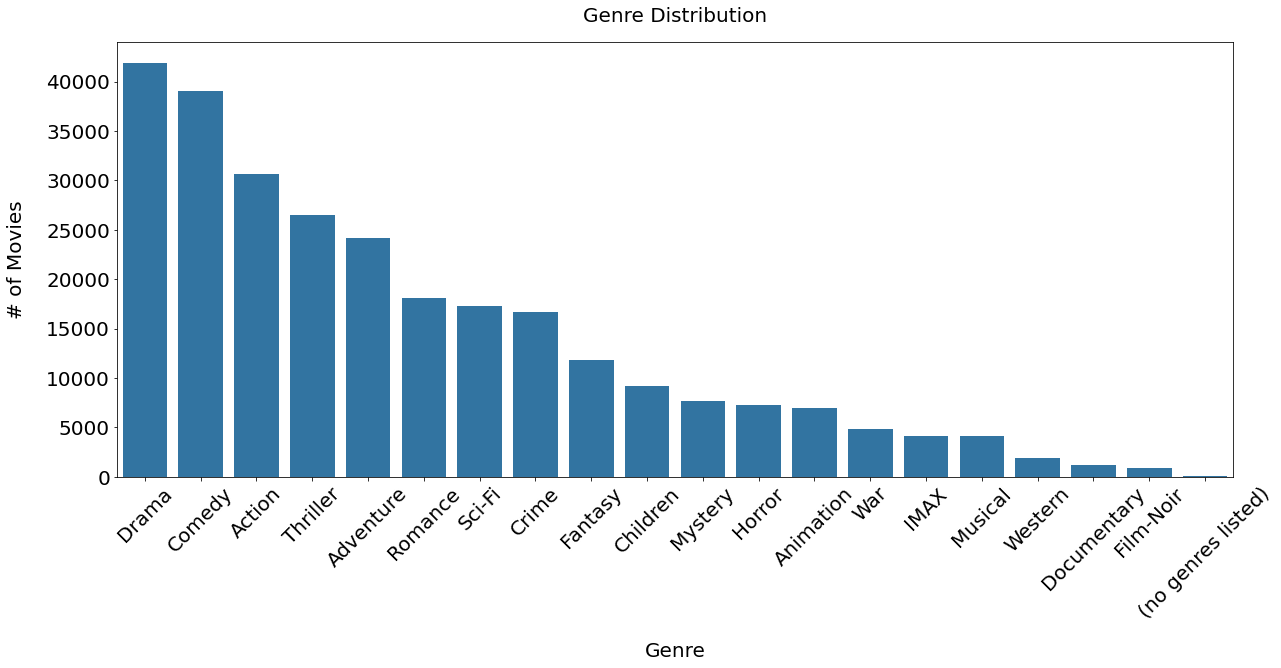 Genre Distribution
# of Movies
40000
35000
30000
25000
20000
15000
10000
5000
0
Drama
Comedy
Action
Thriller
Adventure
Romance
Sci-Fi
Crime
Fantasy
Children
Mystery
Horror
Animation
War
IMAX
Musical
Western
Documentary
Film-Noir
(no genres listed)
Genre